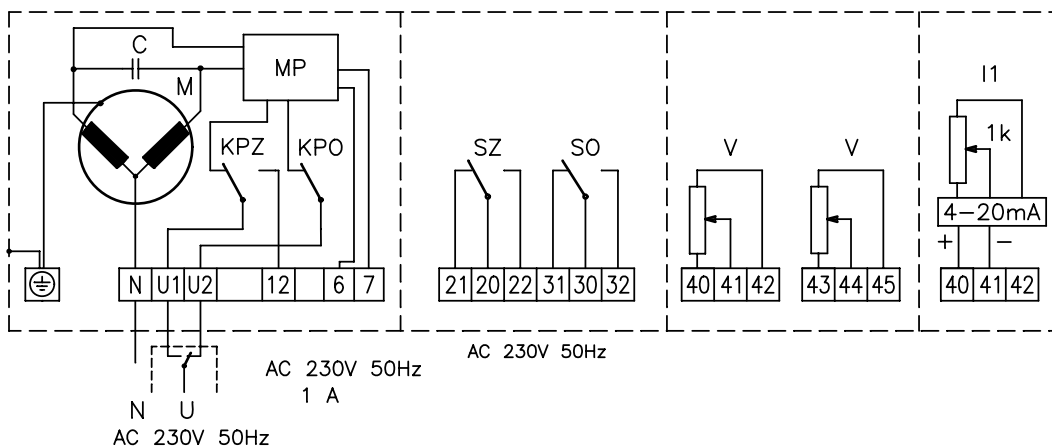 C
MP
M
KPZ KPO
N U1 U2 12 6 7
AC 230V 50Hz
1 A
N U
AC 230V 50Hz
SZ SO
21 20 22 31 30 32
AC 230V 50Hz
V V
40 41 42 43 44 45
I1
1k
4-20mA
+ -
40 41 42